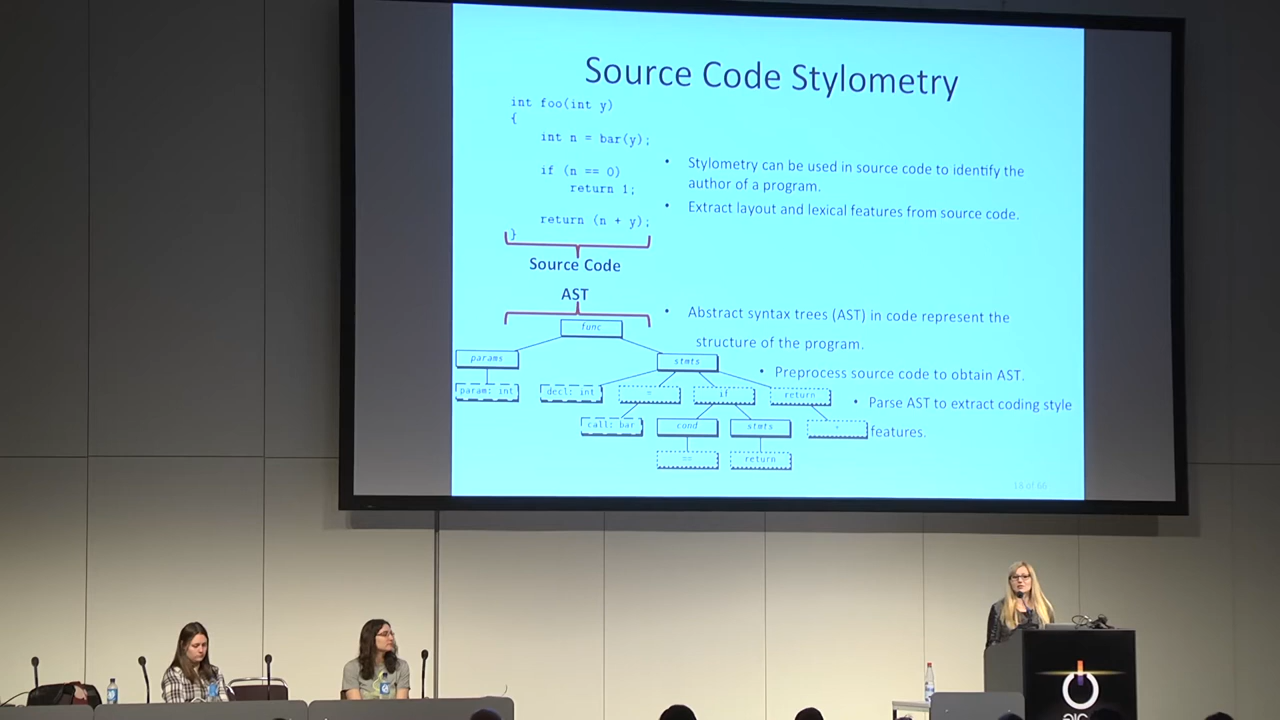 Source Code Stylometry
int foo(int y)
{
int n = bar(y);
if (n == 0)
return 1;
return (n + y);
}
Source Code
• Stylometry can be used in source code to identify the
author of a program.
• Extract layout and lexical features from source code.
AST
func
params
stmts
param: int
decl: int
=
if
return
call: bar
cond
stmts
==
return
• Abstract syntax trees (AST) in code represent the
structure of the program.
• Preprocess source code to obtain AST.
• Parse AST to extract coding style
features.
18 of 66